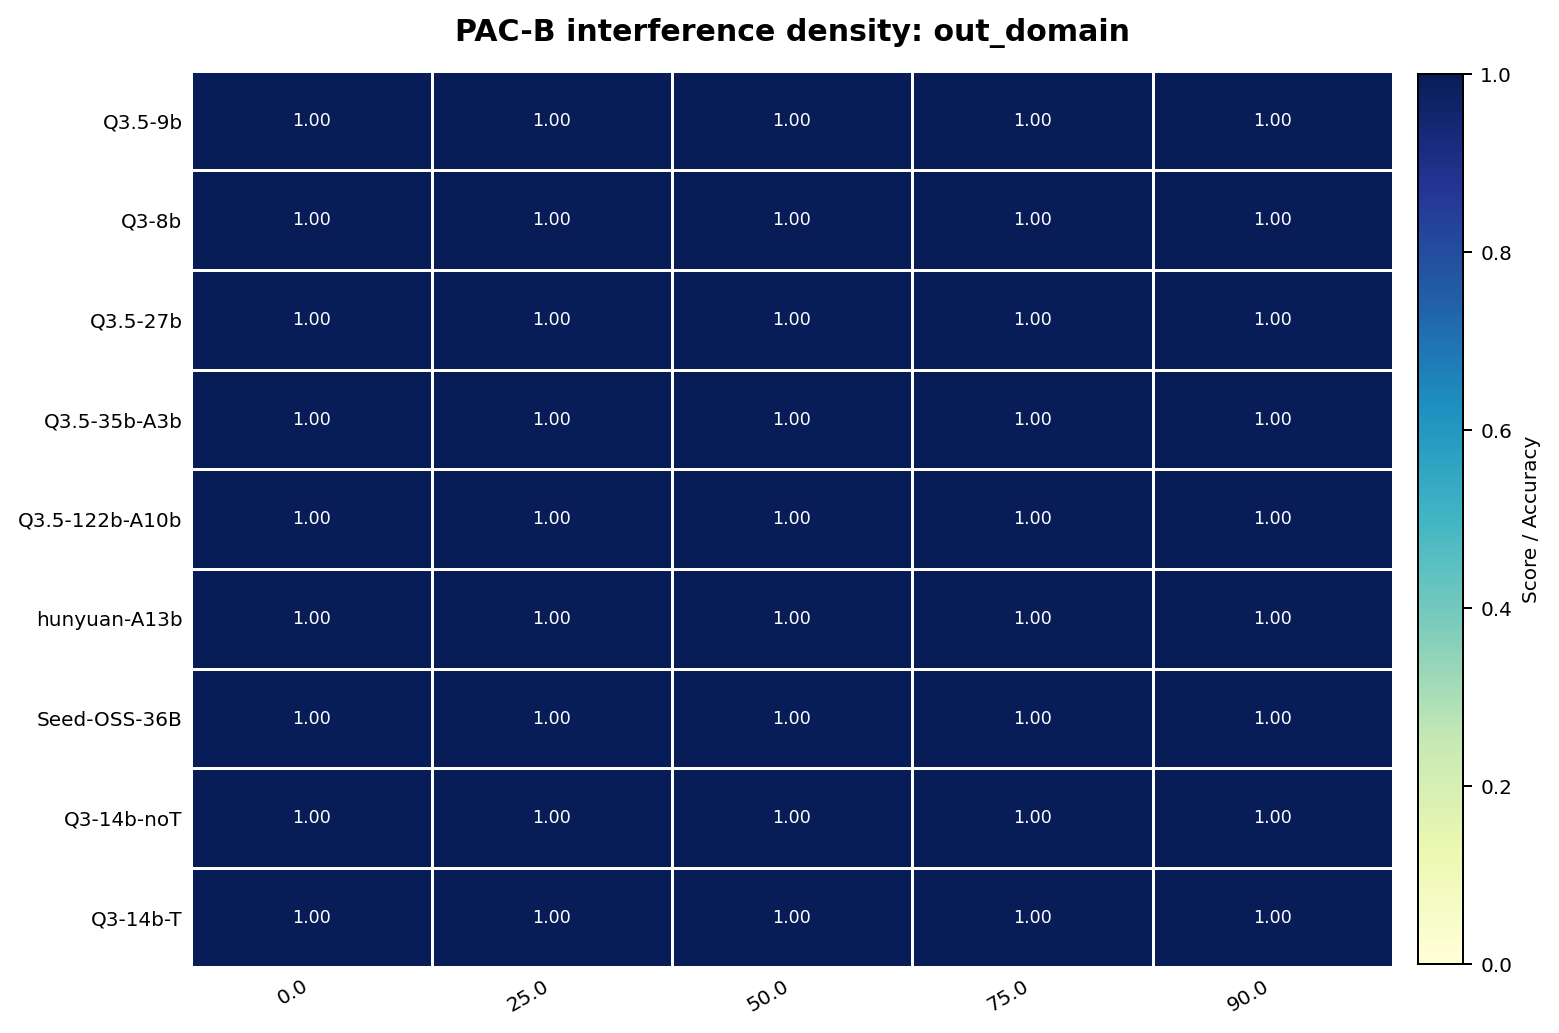 PAC-B interference density: out_domain
Q3.5-9b 1.00 1.00 1.00 1.00 1.00
Q3-8b 1.00 1.00 1.00 1.00 1.00
Q3.5-27b 1.00 1.00 1.00 1.00 1.00
Q3.5-35b-A3b 1.00 1.00 1.00 1.00 1.00
Q3.5-122b-A10b 1.00 1.00 1.00 1.00 1.00
hunyuan-A13b 1.00 1.00 1.00 1.00 1.00
Seed-OSS-36B 1.00 1.00 1.00 1.00 1.00
Q3-14b-noT 1.00 1.00 1.00 1.00 1.00
Q3-14b-T 1.00 1.00 1.00 1.00 1.00
0.0 25.0 50.0 75.0 90.0
1.0
0.8
0.6
0.4
0.2
0.0
Score / Accuracy